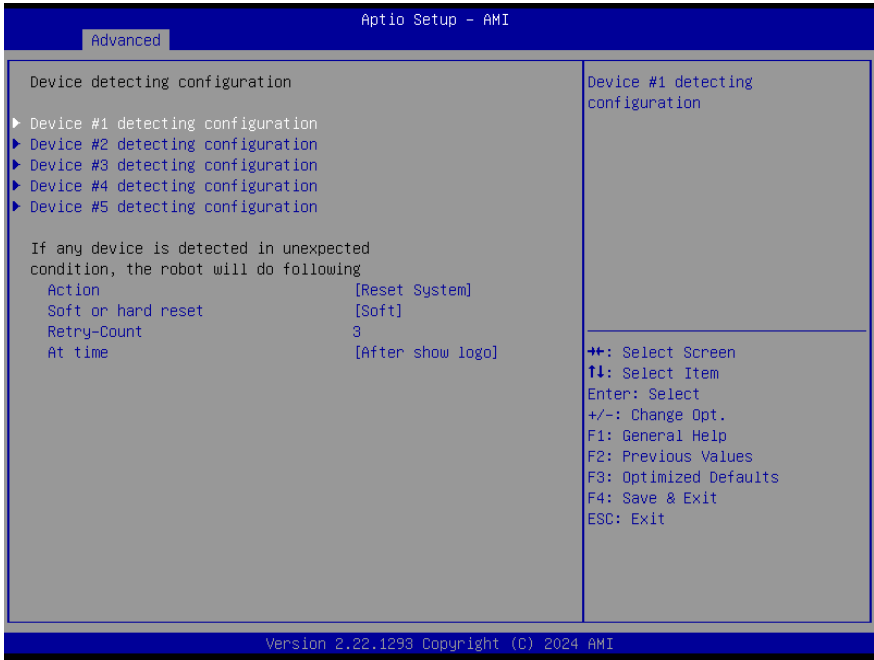 Aptio Setup – AMI
Advanced
Device detecting configuration
Device #1 detecting configuration
Device #2 detecting configuration
Device #3 detecting configuration
Device #4 detecting configuration
Device #5 detecting configuration
If any device is detected in unexpected
condition, the robot will do following
Action [Reset System]
Soft or hard reset [Soft]
Retry-Count 3
At time [After show logo]
Device #1 detecting
configuration
→←: Select Screen
↑↓: Select Item
Enter: Select
+/-: Change Opt.
F1: General Help
F2: Previous Values
F3: Optimized Defaults
F4: Save & Exit
ESC: Exit
Version 2.22.1293 Copyright (C) 2024 AMI